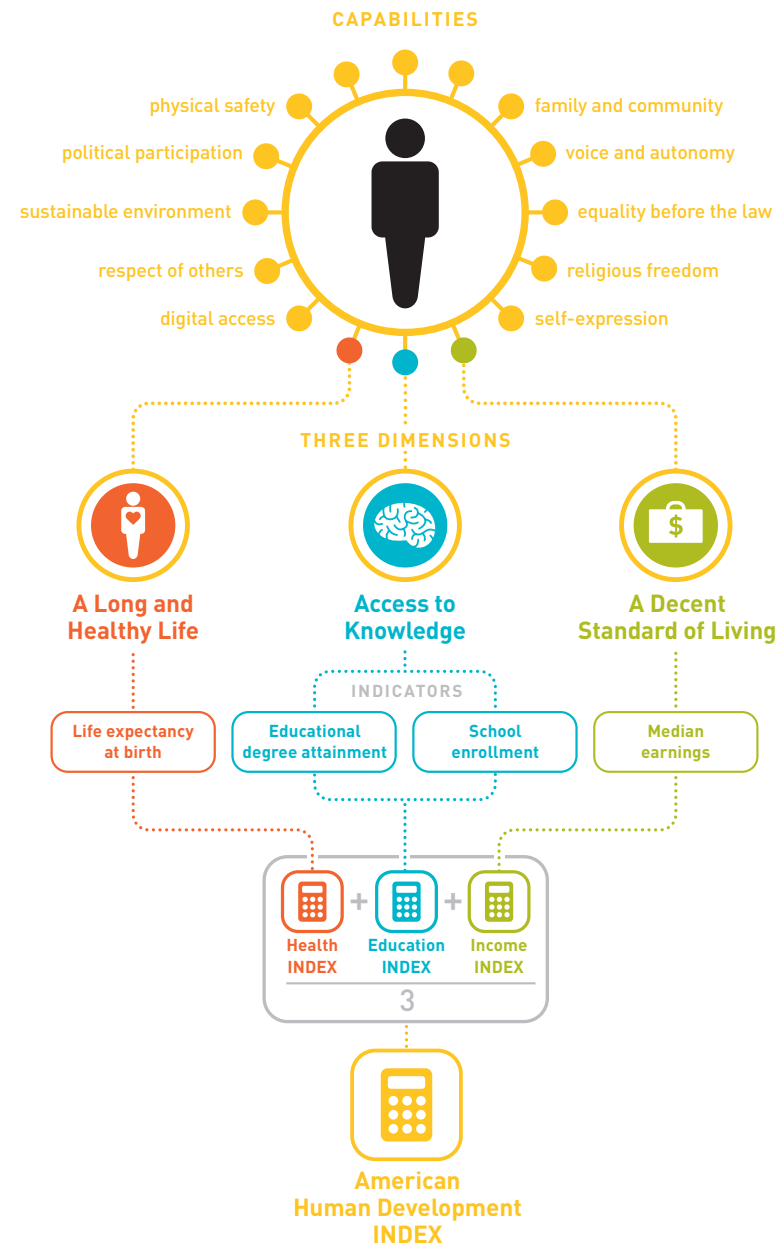 CAPABILITIES
physical safety
family and community
political participation
voice and autonomy
sustainable environment
equality before the law
respect of others
religious freedom
digital access
self-expression
THREE DIMENSIONS
$
A Long and
Healthy Life
Access to
Knowledge
A Decent
Standard of Living
INDICATORS
Life expectancy
at birth
Educational
degree attainment
School
enrollment
Median
earnings
+ +
Health
INDEX
Education
INDEX
Income
INDEX
3
American
Human Development
INDEX